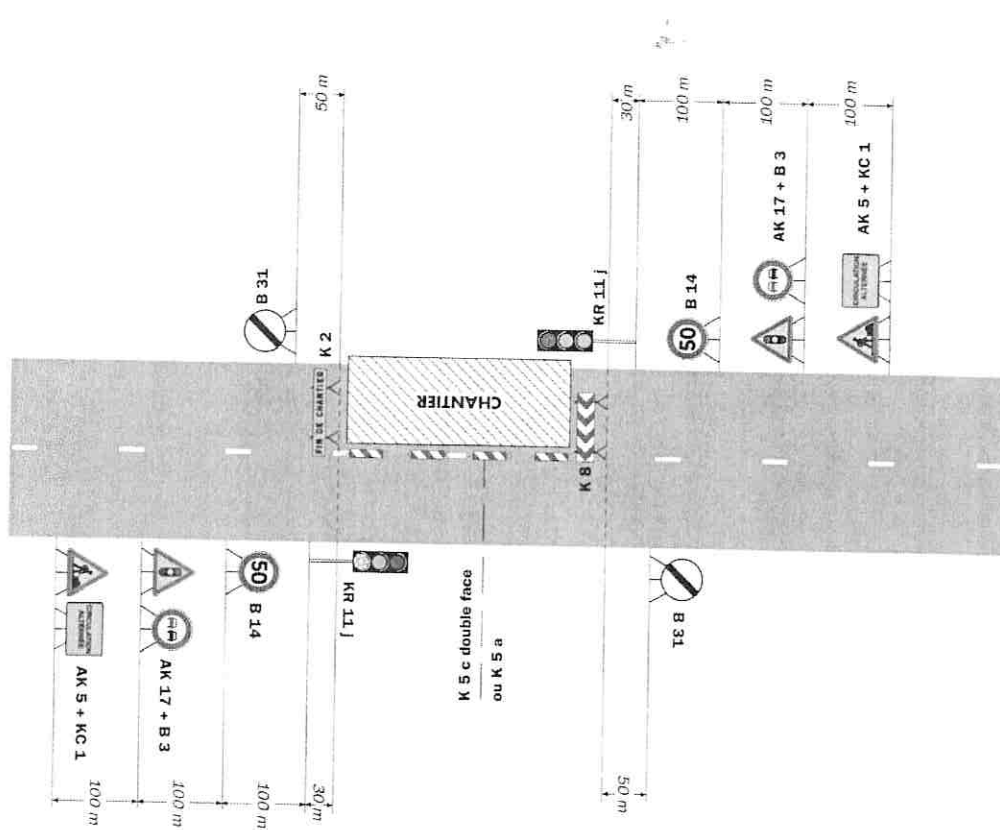 50 m
30 m
100 m
100 m
100 m
B 31
K 2
KR 11 j
B 14
50
AK 17 + B 3
AK 5 + KC 1
CIRCULATION
ALTERNÉE
FIN DE CHANTIER
CHANTIER
K 8
CIRCULATION
ALTERNÉE
AK 5 + KC 1
AK 17 + B 3
50
B 14
KR 11 j
K 5 c double face
ou K 5 a
B 31
100 m
100 m
100 m
30 m
50 m